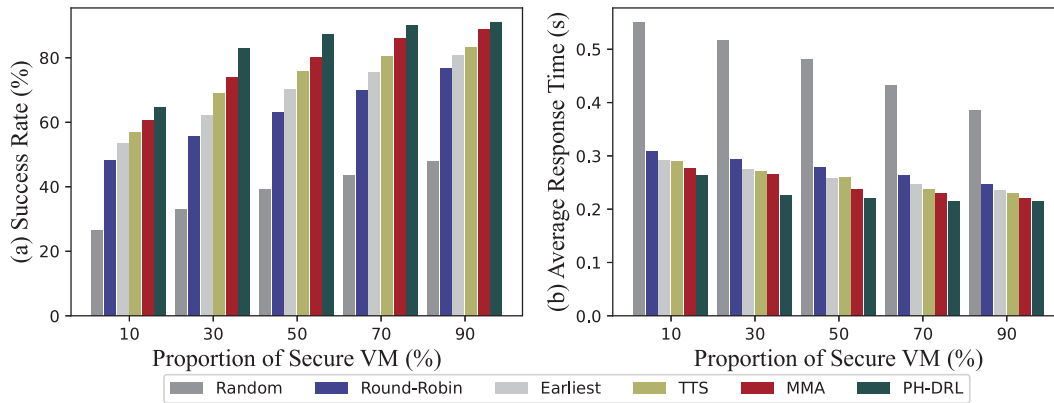 (a) Success Rate (%)
80
60
40
20
0
10 30 50 70 90
Proportion of Secure VM (%)
(b) Average Response Time (s)
0.5
0.4
0.3
0.2
0.1
0.0
10 30 50 70 90
Proportion of Secure VM (%)
Random Round-Robin Earliest TTS MMA PH-DRL